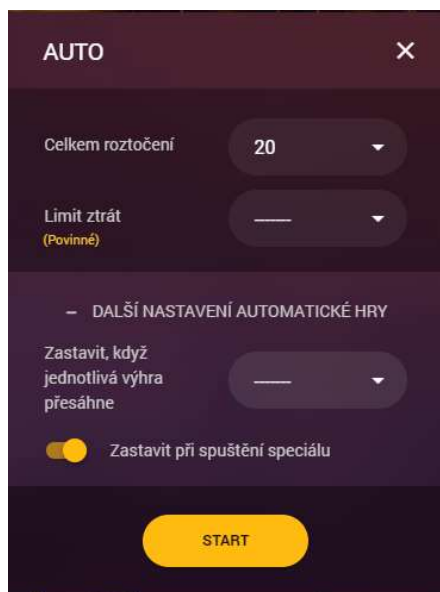 AUTO
Celkem roztočení
20
Limit ztrát
(Povinné)
-------
– DALŠÍ NASTAVENÍ AUTOMATICKÉ HRY
Zastavit, když
jednotlivá výhra
přesáhne
-------
Zastavit při spuštění speciálu
START